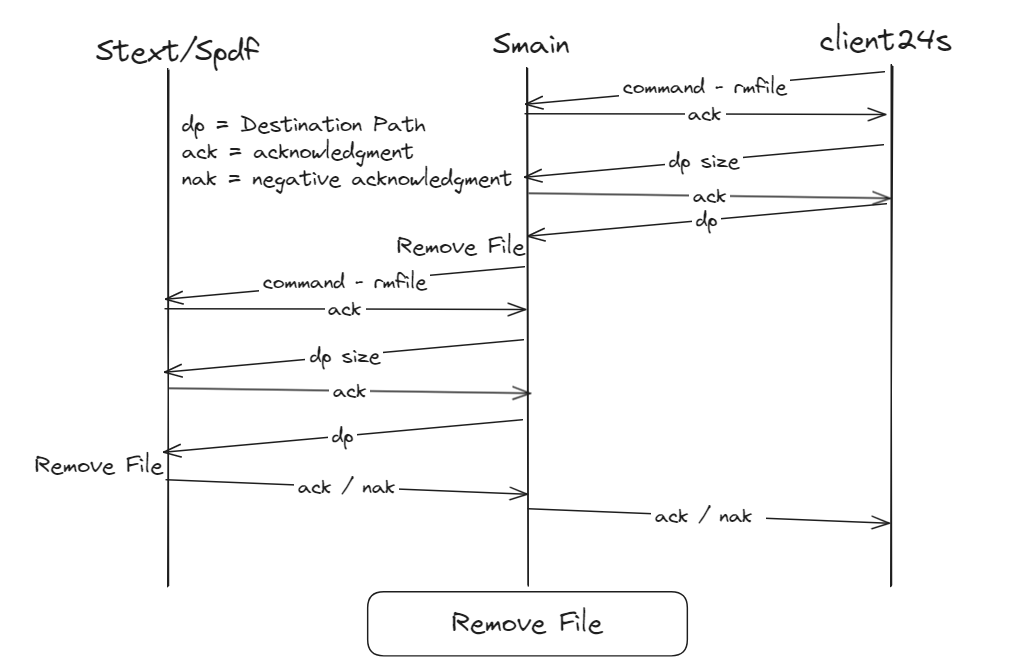 Stext/Spdf
Smain
client24s
command - rmfile
ack
dp = Destination Path
ack = acknowledgment
nak = negative acknowledgment
dp size
ack
dp
Remove File
command - rmfile
ack
dp size
ack
dp
Remove File
ack / nak
ack / nak
Remove File